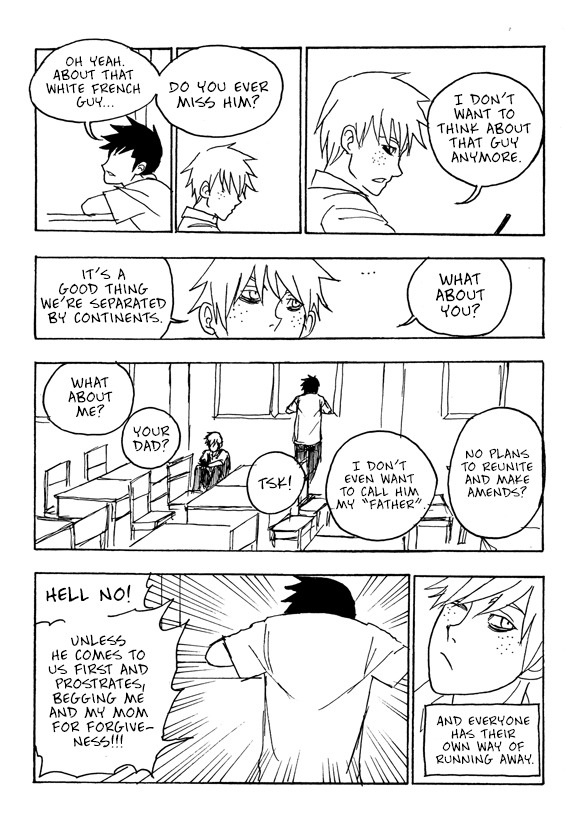 OH YEAH.
ABOUT THAT
WHITE FRENCH
GUY...
DO YOU EVER
MISS HIM?
I DON'T
WANT TO
THINK ABOUT
THAT GUY
ANYMORE.
IT'S A
GOOD THING
WE'RE SEPARATED
BY CONTINENTS.
...
WHAT
ABOUT
YOU?
WHAT
ABOUT
ME?
YOUR
DAD?
TSK!
I DON'T
EVEN WANT
TO CALL HIM
MY "FATHER".
NO PLANS
TO REUNITE
AND MAKE
AMENDS?
HELL NO!
UNLESS
HE COMES TO
US FIRST AND
PROSTRATES,
BEGGING ME
AND MY MOM
FOR FORGIVE-
NESS!!!
AND EVERYONE
HAS THEIR
OWN WAY OF
RUNNING AWAY.